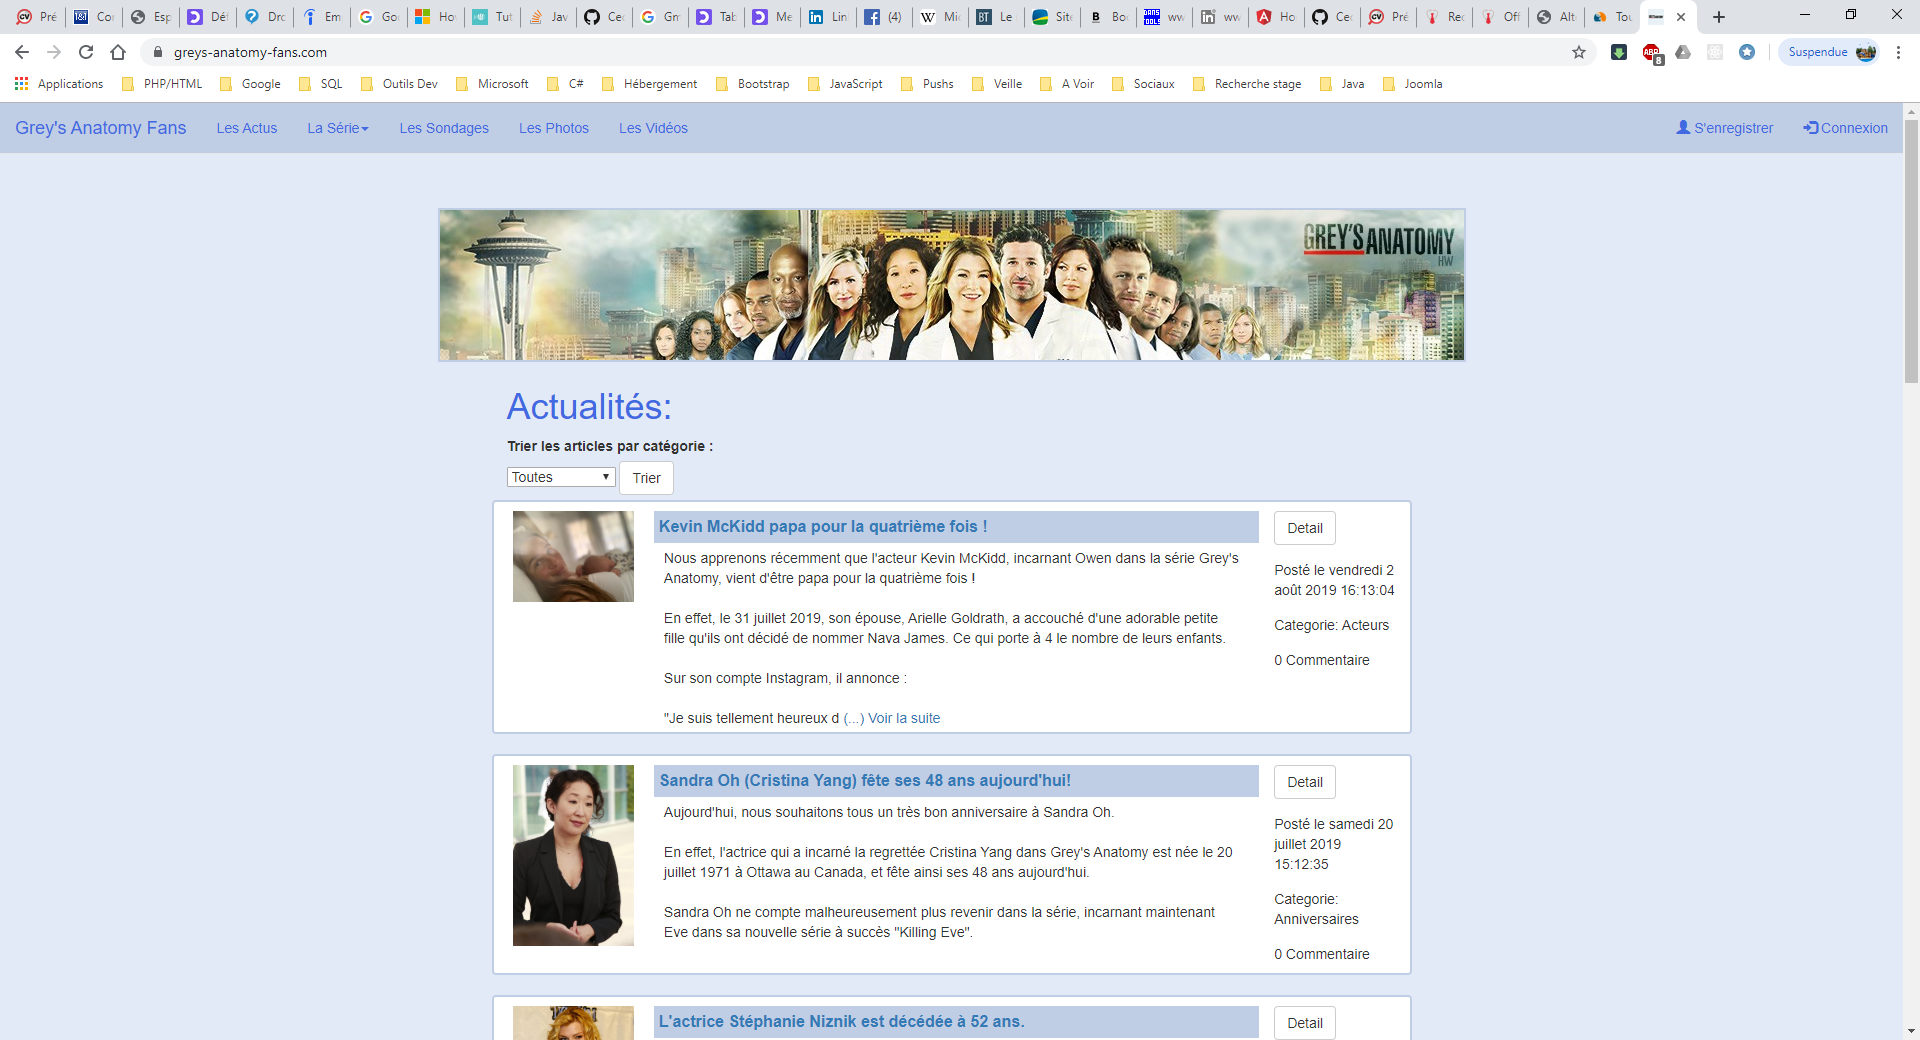 Pré
Cor
Esp
Déf
Dro
Em
Goo
Hov
Tut
Jav
Cec
Gm
Tab
Me
Lin
(4)
Mic
Le
Site
Boo
ww
ww
Ho
Cec
Pré
Rec
Off
Alt
Tou
greys-anatomy-fans.com
8
Suspendue
Applications PHP/HTML Google SQL Outils Dev Microsoft C# Hébergement Bootstrap JavaScript Pushs Veille A Voir Sociaux Recherche stage Java Joomla
Grey's Anatomy Fans Les Actus La Série Les Sondages Les Photos Les Vidéos S'enregistrer Connexion
GREY'S ANATOMY
HW
Actualités:
Trier les articles par catégorie :
Toutes Trier
Kevin McKidd papa pour la quatrième fois !
Nous apprenons récemment que l'acteur Kevin McKidd, incarnant Owen dans la série Grey's
Anatomy, vient d'être papa pour la quatrième fois !
En effet, le 31 juillet 2019, son épouse, Arielle Goldrath, a accouché d'une adorable petite
fille qu'ils ont décidé de nommer Nava James. Ce qui porte à 4 le nombre de leurs enfants.
Sur son compte Instagram, il annonce :
"Je suis tellement heureux d (...) Voir la suite
Detail
Posté le vendredi 2
août 2019 16:13:04
Categorie: Acteurs
0 Commentaire
Sandra Oh (Cristina Yang) fête ses 48 ans aujourd'hui!
Aujourd'hui, nous souhaitons tous un très bon anniversaire à Sandra Oh.
En effet, l'actrice qui a incarné la regrettée Cristina Yang dans Grey's Anatomy est née le 20
juillet 1971 à Ottawa au Canada, et fête ainsi ses 48 ans aujourd'hui.
Sandra Oh ne compte malheureusement plus revenir dans la série, incarnant maintenant
Eve dans sa nouvelle série à succès "Killing Eve".
Detail
Posté le samedi 20
juillet 2019
15:12:35
Categorie:
Anniversaires
0 Commentaire
L'actrice Stéphanie Niznik est décédée à 52 ans.
Detail